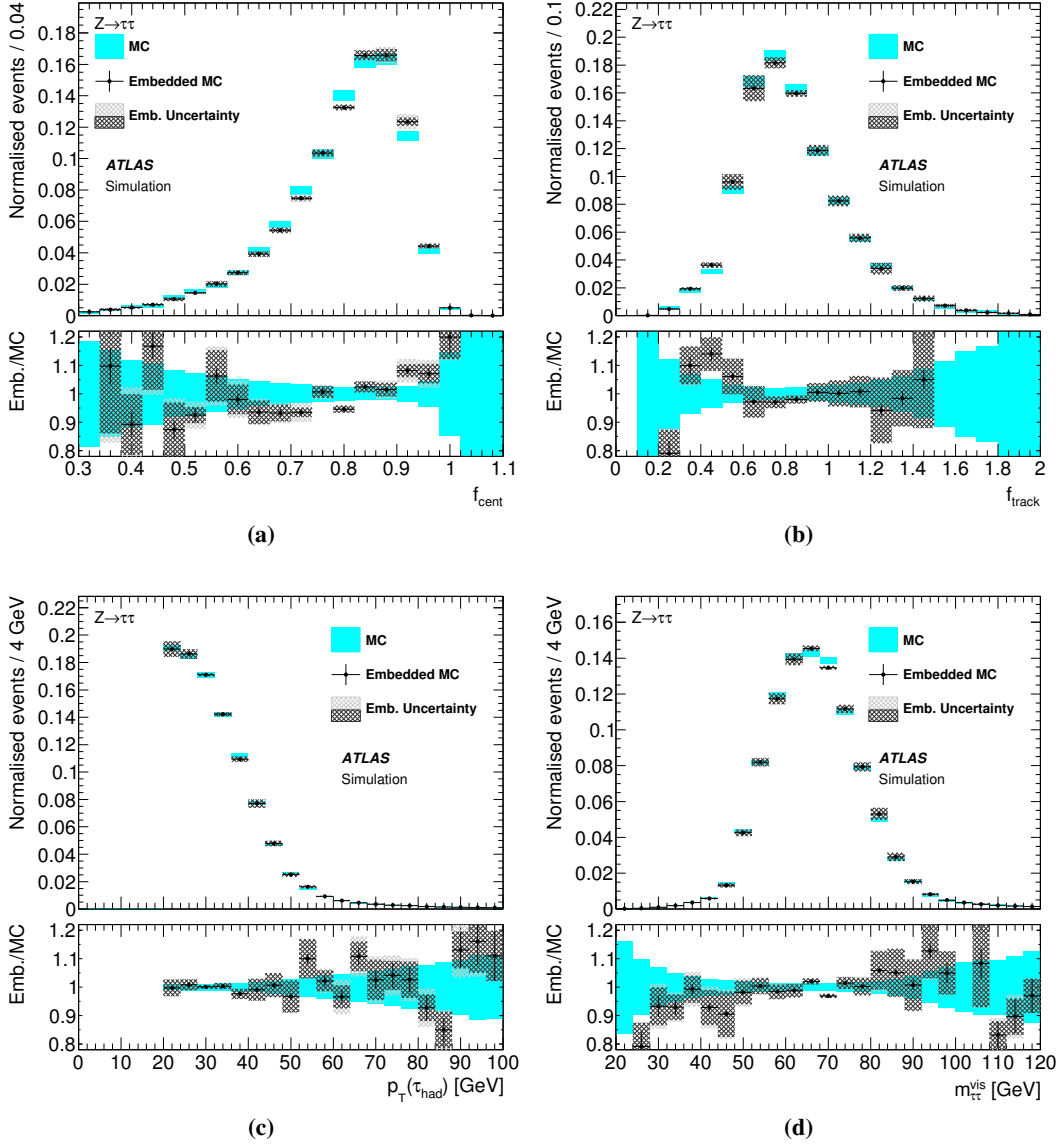 Z→ττ
MC
Embedded MC
Emb. Uncertainty
ATLAS
Simulation
Normalised events / 0.04
0.16
0.14
0.12
0.1
0.08
0.06
0.04
0.02
0
Emb./MC
1.2
1.1
1
0.9
0.8
0.3 0.4 0.5 0.6 0.7 0.8 0.9 1 1.1
f_cent
(a)
Z→ττ
MC
Embedded MC
Emb. Uncertainty
ATLAS
Simulation
Normalised events / 0.1
0.22
0.2
0.18
0.16
0.14
0.12
0.1
0.08
0.06
0.04
0.02
0
Emb./MC
1.2
1.1
1
0.9
0.8
0 0.2 0.4 0.6 0.8 1 1.2 1.4 1.6 1.8 2
f_track
(b)
Z→ττ
MC
Embedded MC
Emb. Uncertainty
ATLAS
Simulation
Normalised events / 4 GeV
0.22
0.2
0.18
0.16
0.14
0.12
0.1
0.08
0.06
0.04
0.02
0
Emb./MC
1.2
1.1
1
0.9
0.8
0 10 20 30 40 50 60 70 80 90 100
p_T(τ_had) [GeV]
(c)
Z→ττ
MC
Embedded MC
Emb. Uncertainty
ATLAS
Simulation
Normalised events / 4 GeV
0.16
0.14
0.12
0.1
0.08
0.06
0.04
0.02
0
Emb./MC
1.2
1.1
1
0.9
0.8
20 30 40 50 60 70 80 90 100 110 120
m_ττ^vis [GeV]
(d)